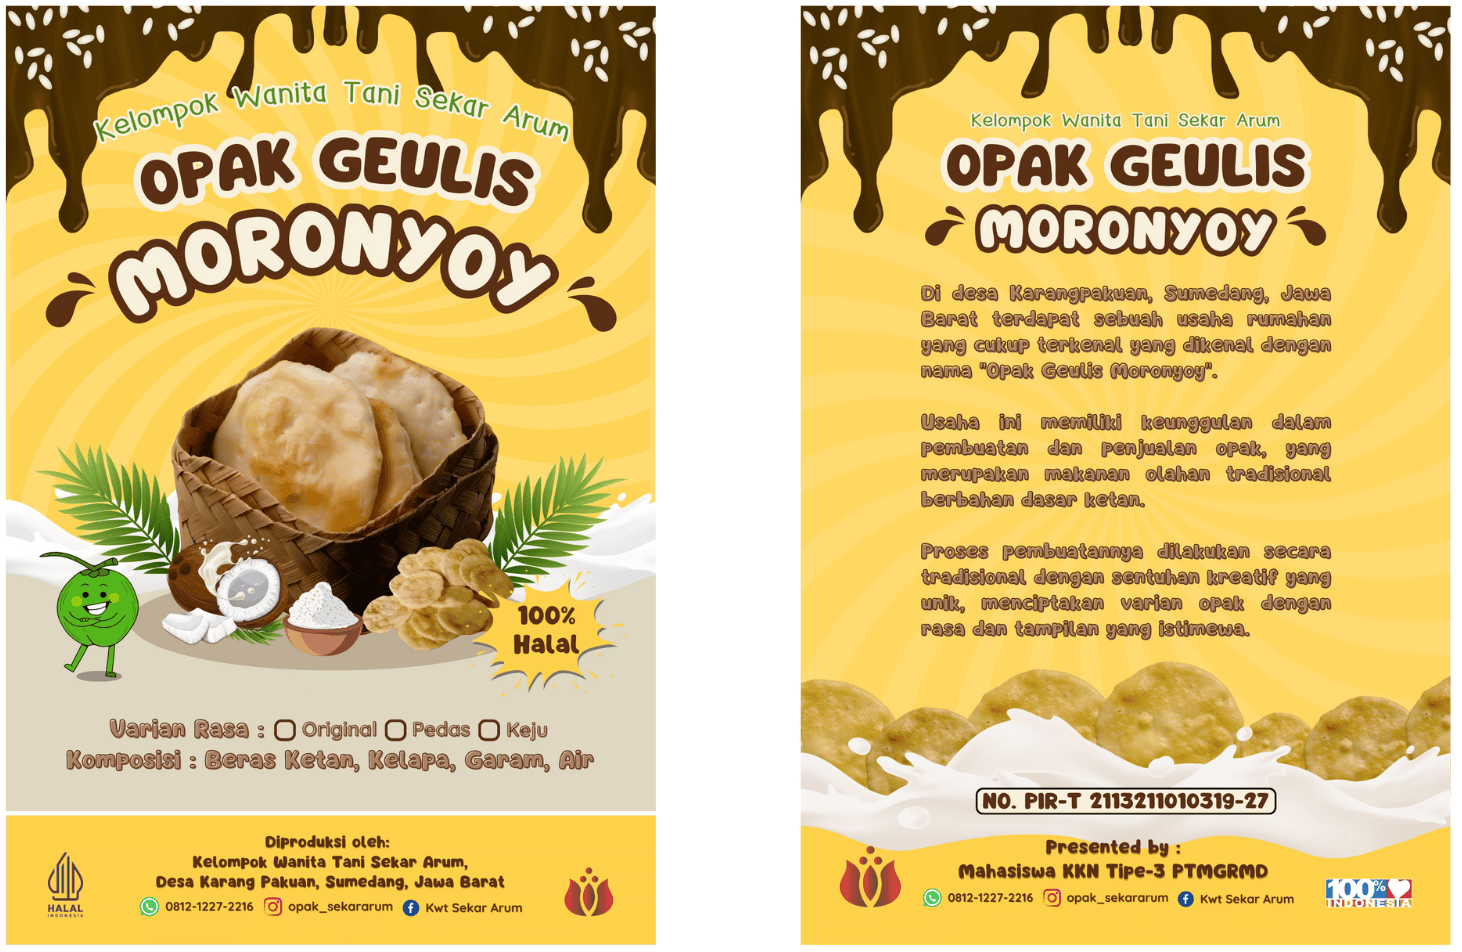 Kelompok Wanita Tani Sekar Arum
OPAK GEULIS
MORONYOY
100%
Halal
Varian Rasa : Original Pedas Keju
Komposisi : Beras Ketan, Kelapa, Garam, Air
Diproduksi oleh:
Kelompok Wanita Tani Sekar Arum,
Desa Karang Pakuan, Sumedang, Jawa Barat
HALAL
INDONESIA
0812-1227-2216 opak_sekararum Kwt Sekar Arum
Kelompok Wanita Tani Sekar Arum
OPAK GEULIS
MORONYOY
Di desa Karangpakuan, Sumedang, Jawa
Barat terdapat sebuah usaha rumahan
yang cukup terkenal yang dikenal dengan
nama "Opak Geulis Moronyoy".
Usaha ini memiliki keunggulan dalam
pembuatan dan penjualan opak, yang
merupakan makanan olahan tradisional
berbahan dasar ketan.
Proses pembuatannya dilakukan secara
tradisional dengan sentuhan kreatif yang
unik, menciptakan varian opak dengan
rasa dan tampilan yang istimewa.
NO. PIR-T 2113211010319-27
Presented by :
Mahasiswa KKN Tipe-3 PTMGRMD
0812-1227-2216 opak_sekararum Kwt Sekar Arum
100%
INDONESIA